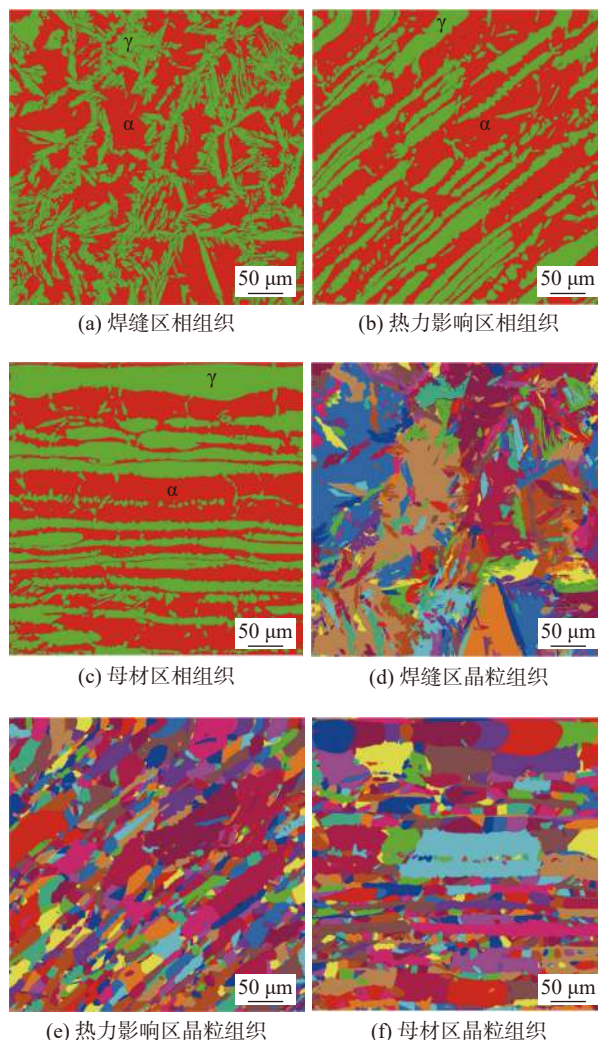 γ
α
50 μm
(a) 焊缝区相组织
γ
α
50 μm
(b) 热力影响区相组织
γ
α
50 μm
(c) 母材区相组织
50 μm
(d) 焊缝区晶粒组织
50 μm
(e) 热力影响区晶粒组织
50 μm
(f) 母材区晶粒组织